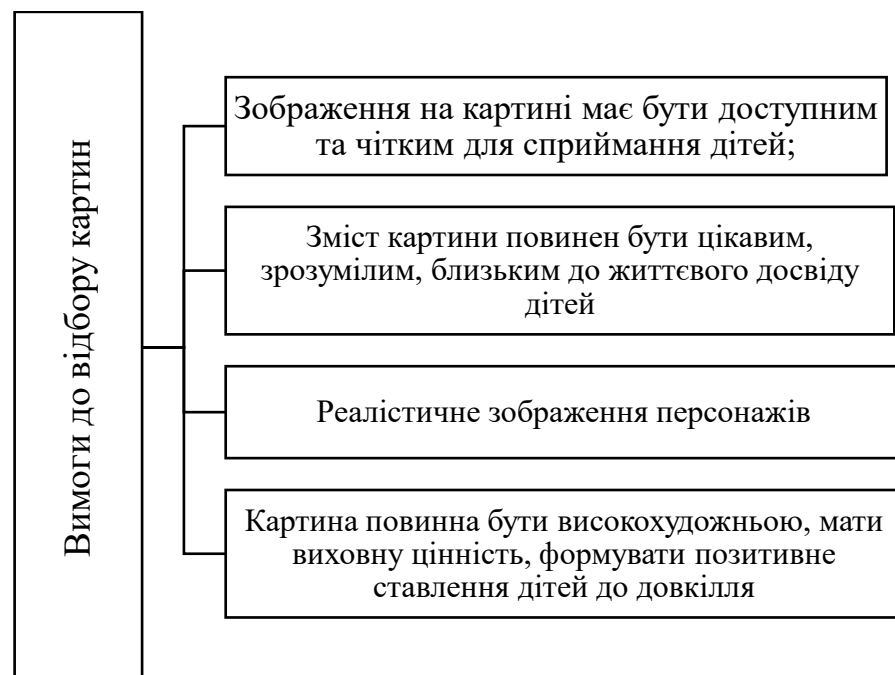 Вимоги до відбору картин
Зображення на картині має бути доступним
та чітким для сприймання дітей;
Зміст картини повинен бути цікавим,
зрозумілим, близьким до життєвого досвіду
дітей
Реалістичне зображення персонажів
Картина повинна бути високохудожньою, мати
виховну цінність, формувати позитивне
ставлення дітей до довкілля